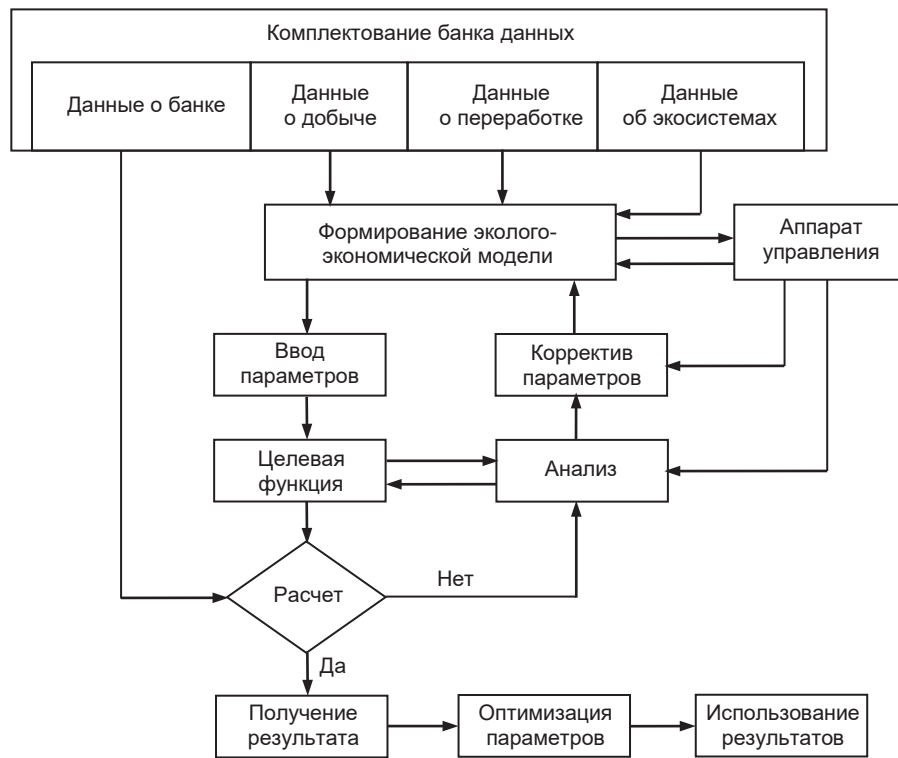 Комплектование банка данных
Данные о банке
Данные
о добыче
Данные
о переработке
Данные
об экосистемах
Формирование эколого-
экономической модели
Аппарат
управления
Ввод
параметров
Корректив
параметров
Целевая
функция
Анализ
Расчет
Нет
Да
Получение
результата
Оптимизация
параметров
Использование
результатов